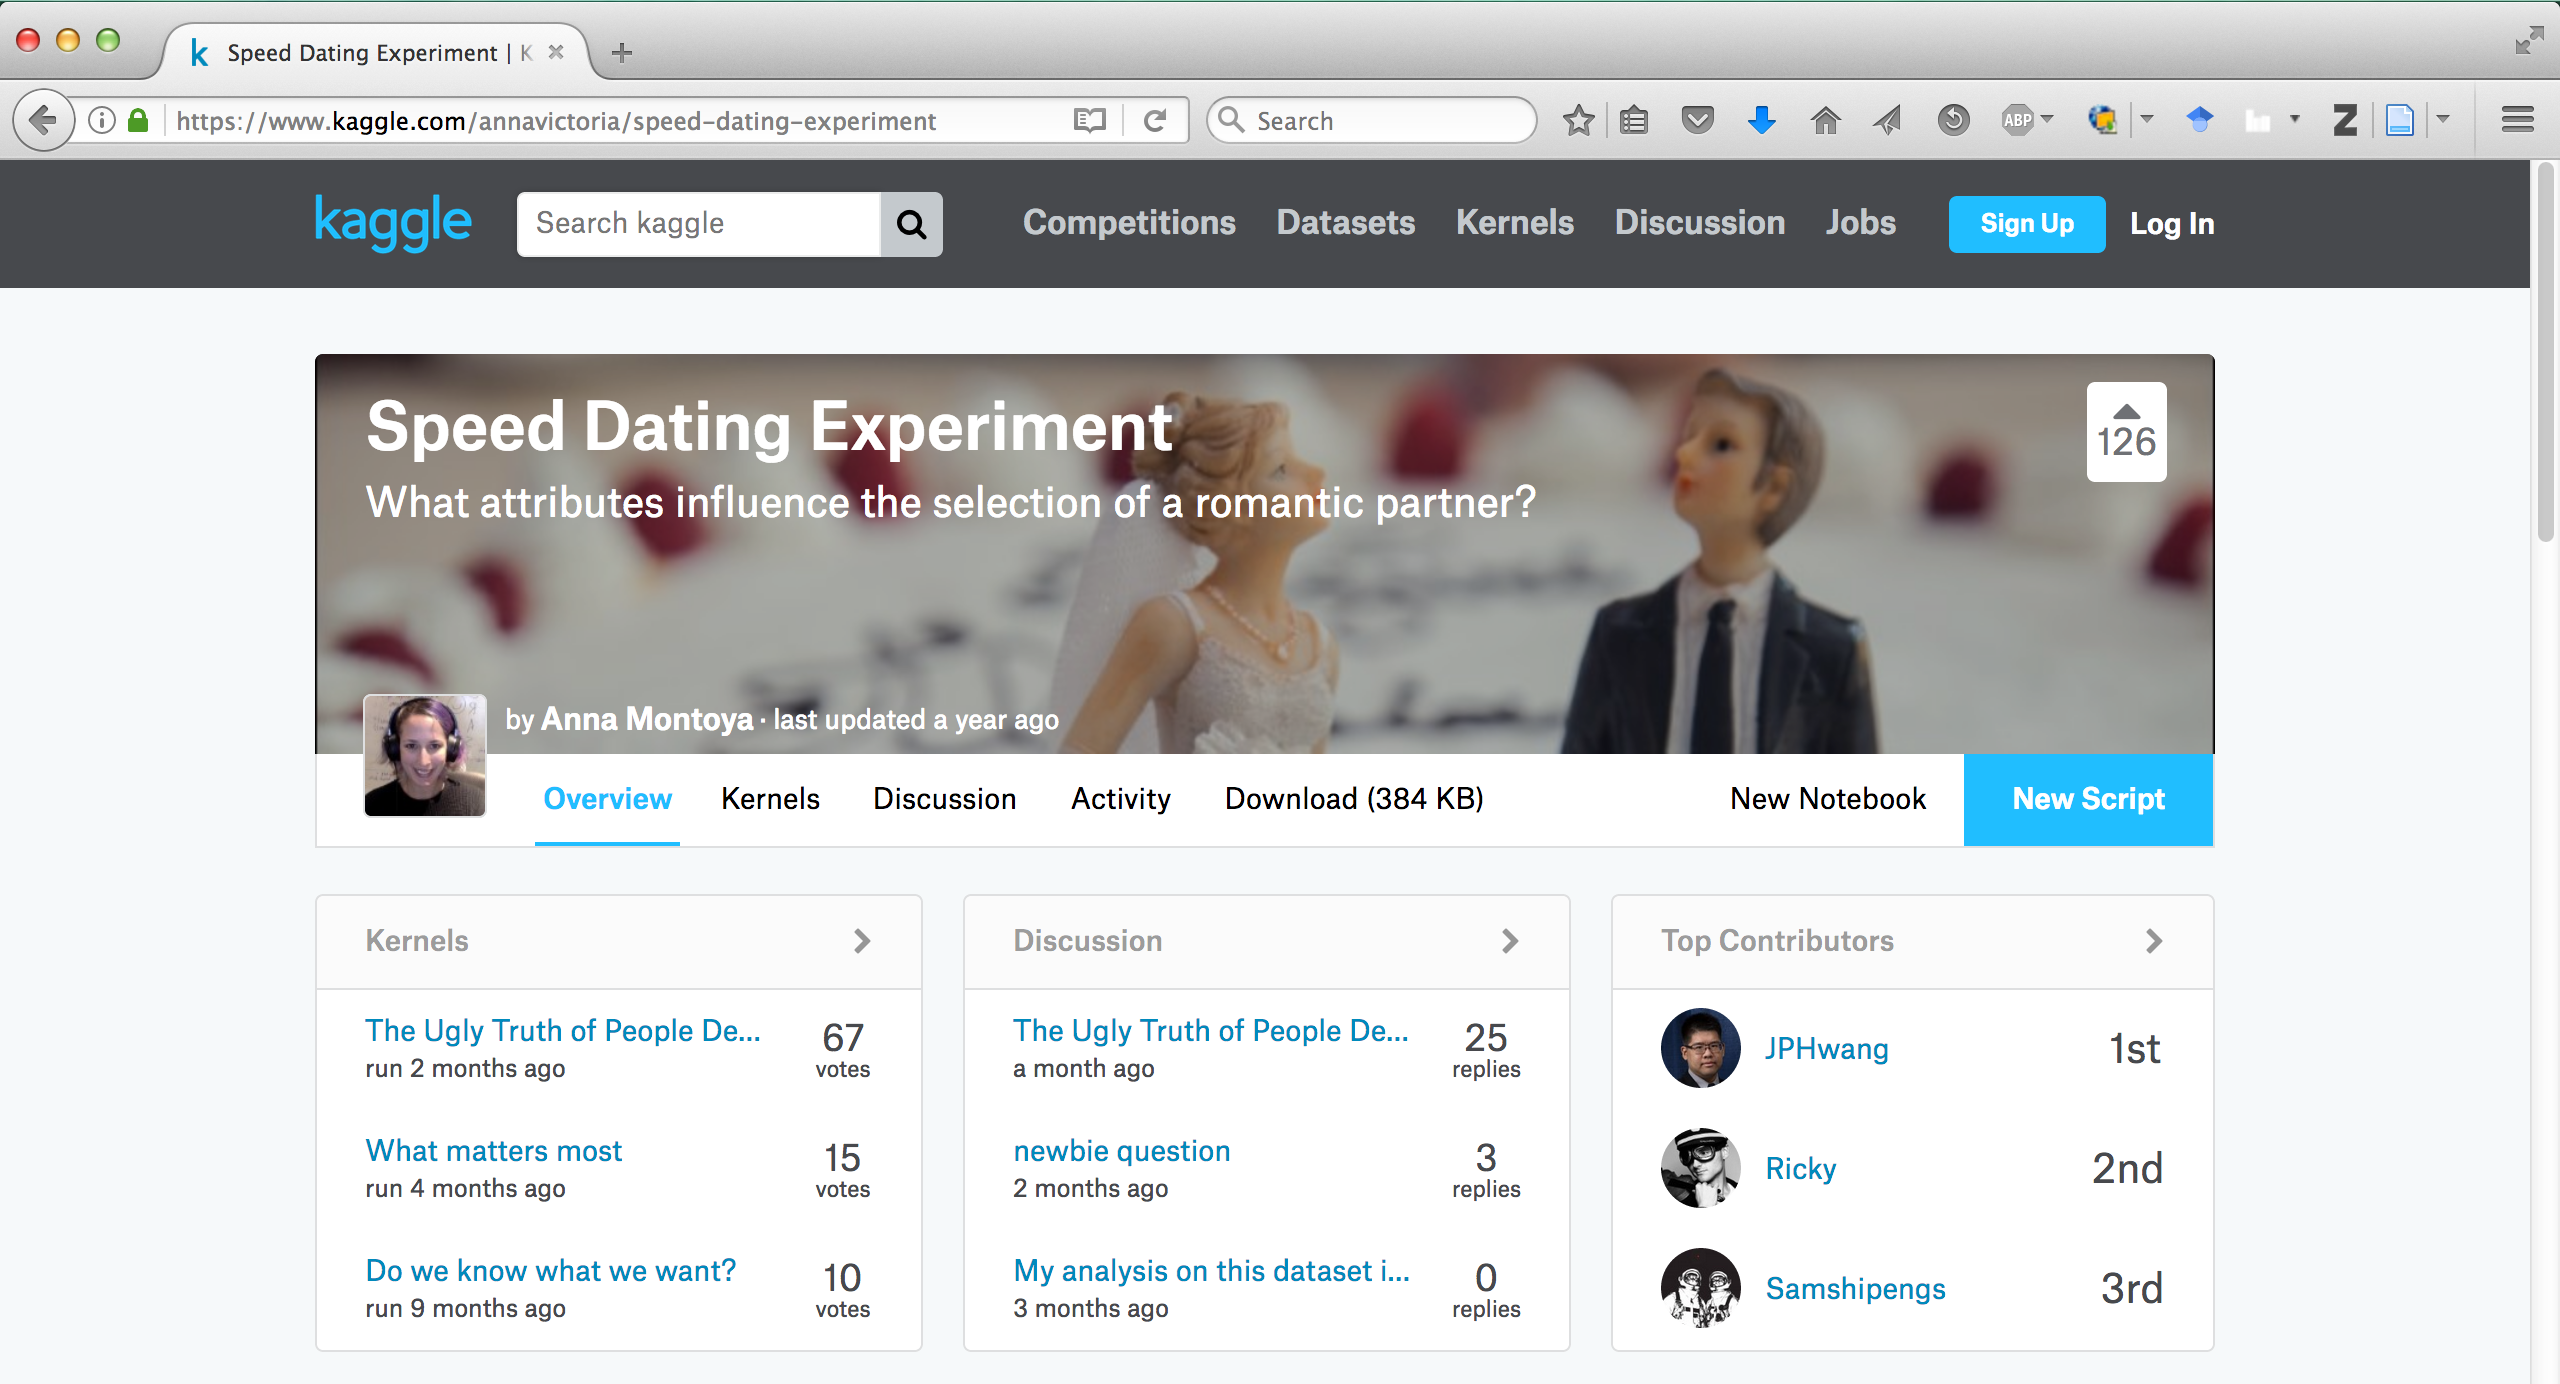 k Speed Dating Experiment | K
https://www.kaggle.com/annavictoria/speed-dating-experiment
Search
ABP
Z
kaggle
Search kaggle
Competitions Datasets Kernels Discussion Jobs
Sign Up Log In
Speed Dating Experiment
126
What attributes influence the selection of a romantic partner?
by Anna Montoya · last updated a year ago
Overview Kernels Discussion Activity Download (384 KB) New Notebook New Script
Kernels
The Ugly Truth of People De...
67
run 2 months ago
votes
What matters most
15
run 4 months ago
votes
Do we know what we want?
10
run 9 months ago
votes
Discussion
The Ugly Truth of People De...
25
a month ago
replies
newbie question
3
2 months ago
replies
My analysis on this dataset i...
0
3 months ago
replies
Top Contributors
JPHwang 1st
Ricky 2nd
Samshipengs 3rd